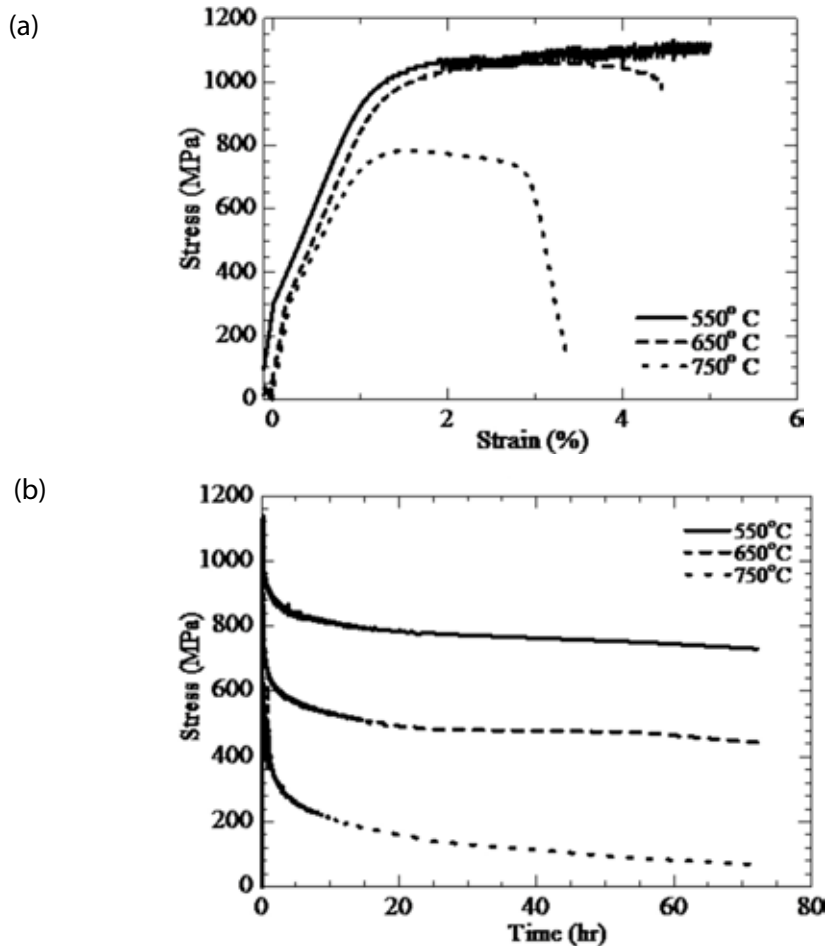 (a)
1200
1000
800
600
400
200
0
Stress (MPa)
550° C
650° C
750° C
0 2 4 6
Strain (%)
(b)
1200
1000
800
600
400
200
0
Stress (MPa)
550°C
650°C
750°C
0 20 40 60 80
Time (hr)